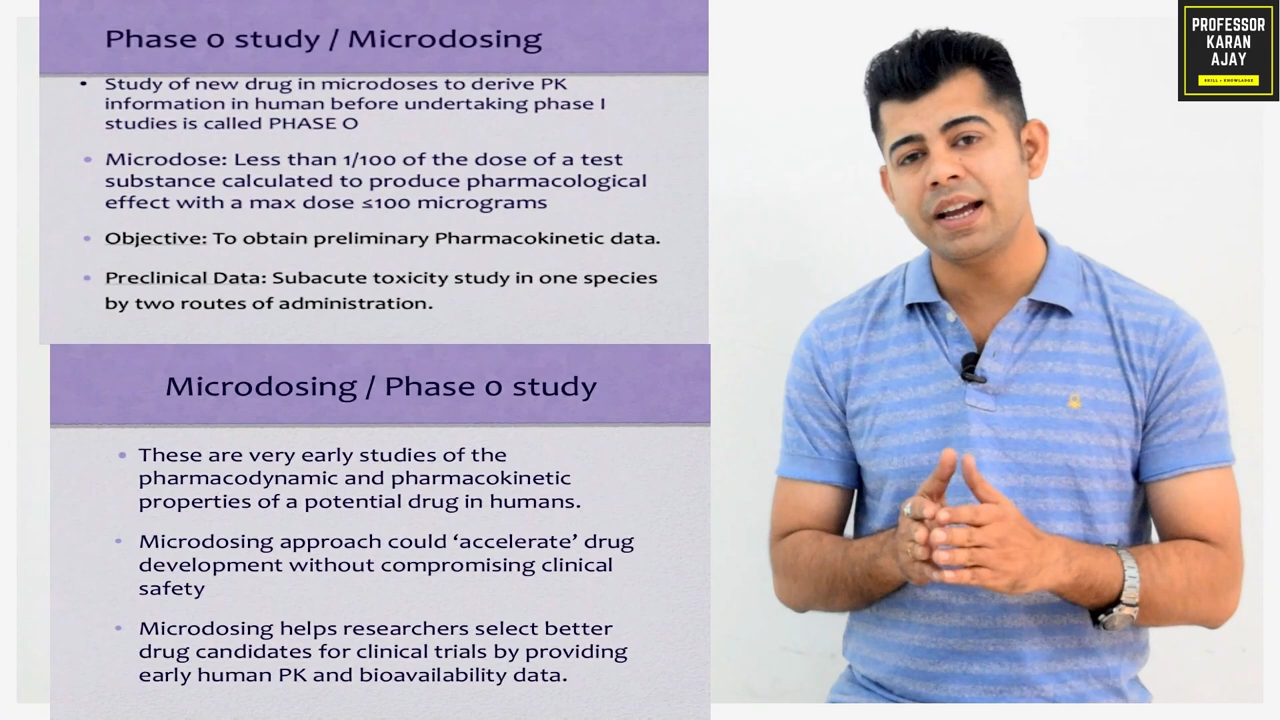 Phase 0 study / Microdosing
• Study of new drug in microdoses to derive PK
information in human before undertaking phase I
studies is called PHASE O
• Microdose: Less than 1/100 of the dose of a test
substance calculated to produce pharmacological
effect with a max dose ≤100 micrograms
• Objective: To obtain preliminary Pharmacokinetic data.
• Preclinical Data: Subacute toxicity study in one species
by two routes of administration.
Microdosing / Phase 0 study
• These are very early studies of the
pharmacodynamic and pharmacokinetic
properties of a potential drug in humans.
• Microdosing approach could ‘accelerate’ drug
development without compromising clinical
safety
• Microdosing helps researchers select better
drug candidates for clinical trials by providing
early human PK and bioavailability data.
PROFESSOR
KARAN
AJAY
SKILL + KNOWLEDGE